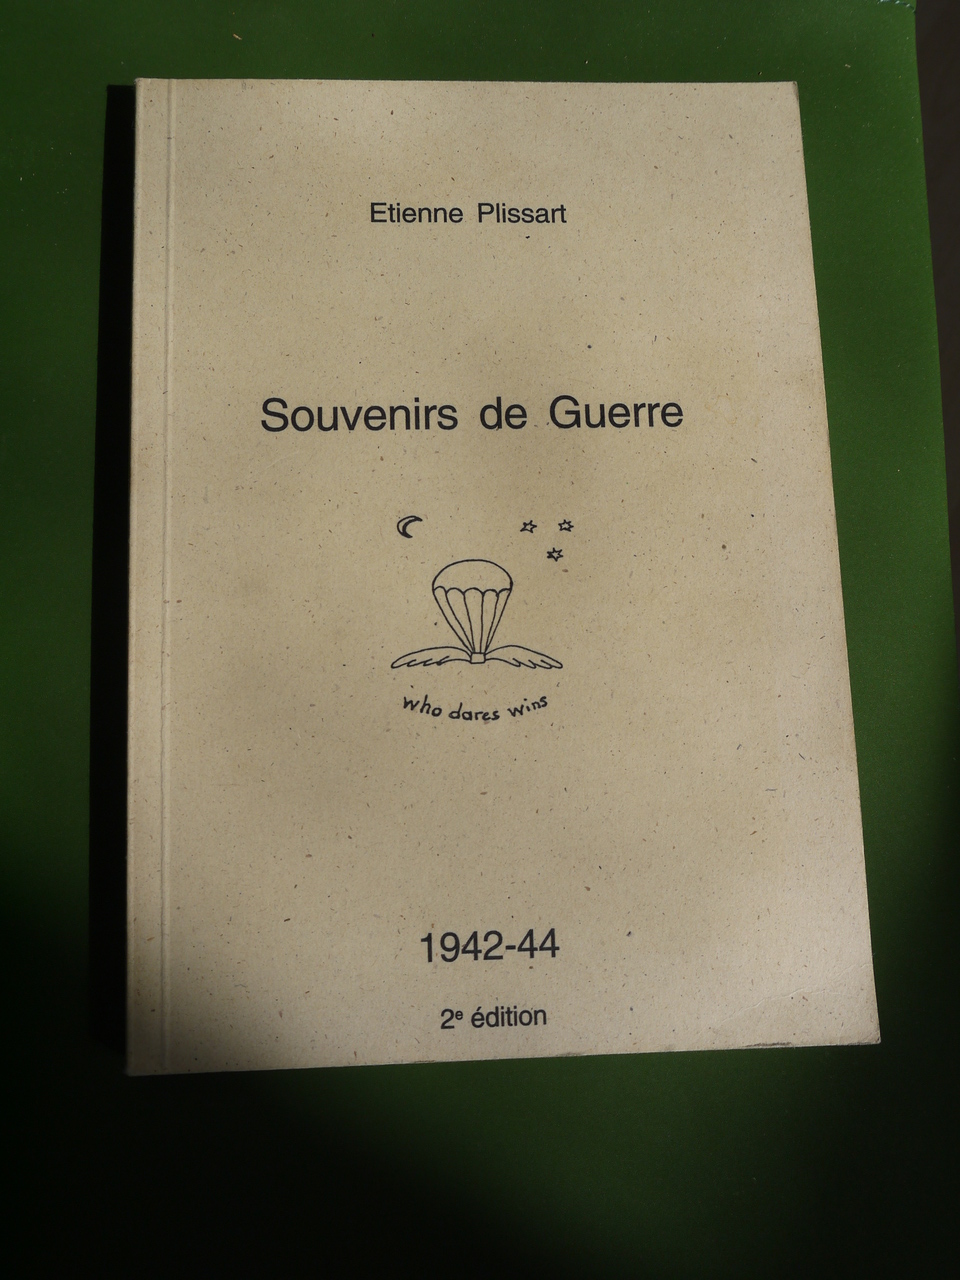 Etienne Plissart
Souvenirs de Guerre
who dares wins
1942-44
2e édition